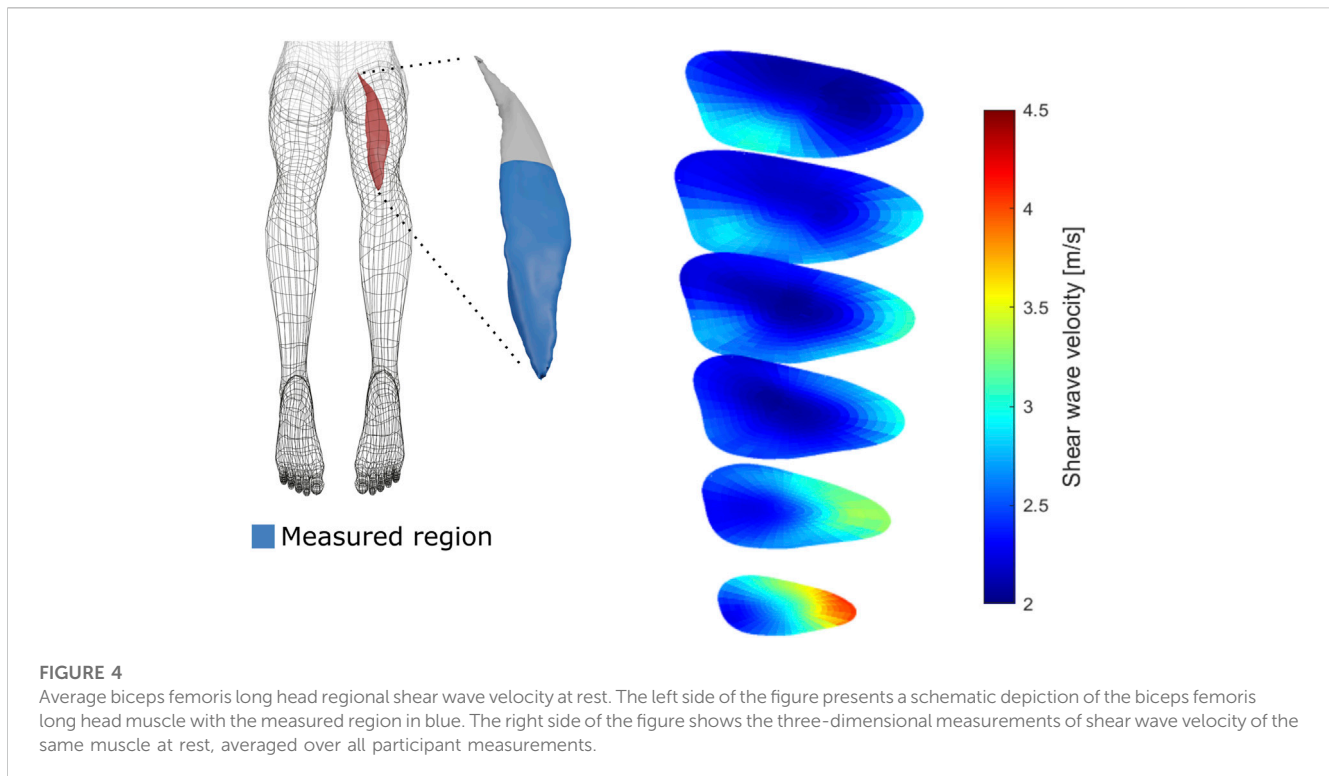 Measured region
4.5
4
3.5
3
2.5
2
Shear wave velocity [m/s]
FIGURE 4
Average biceps femoris long head regional shear wave velocity at rest. The left side of the figure presents a schematic depiction of the biceps femoris
long head muscle with the measured region in blue. The right side of the figure shows the three-dimensional measurements of shear wave velocity of the
same muscle at rest, averaged over all participant measurements.